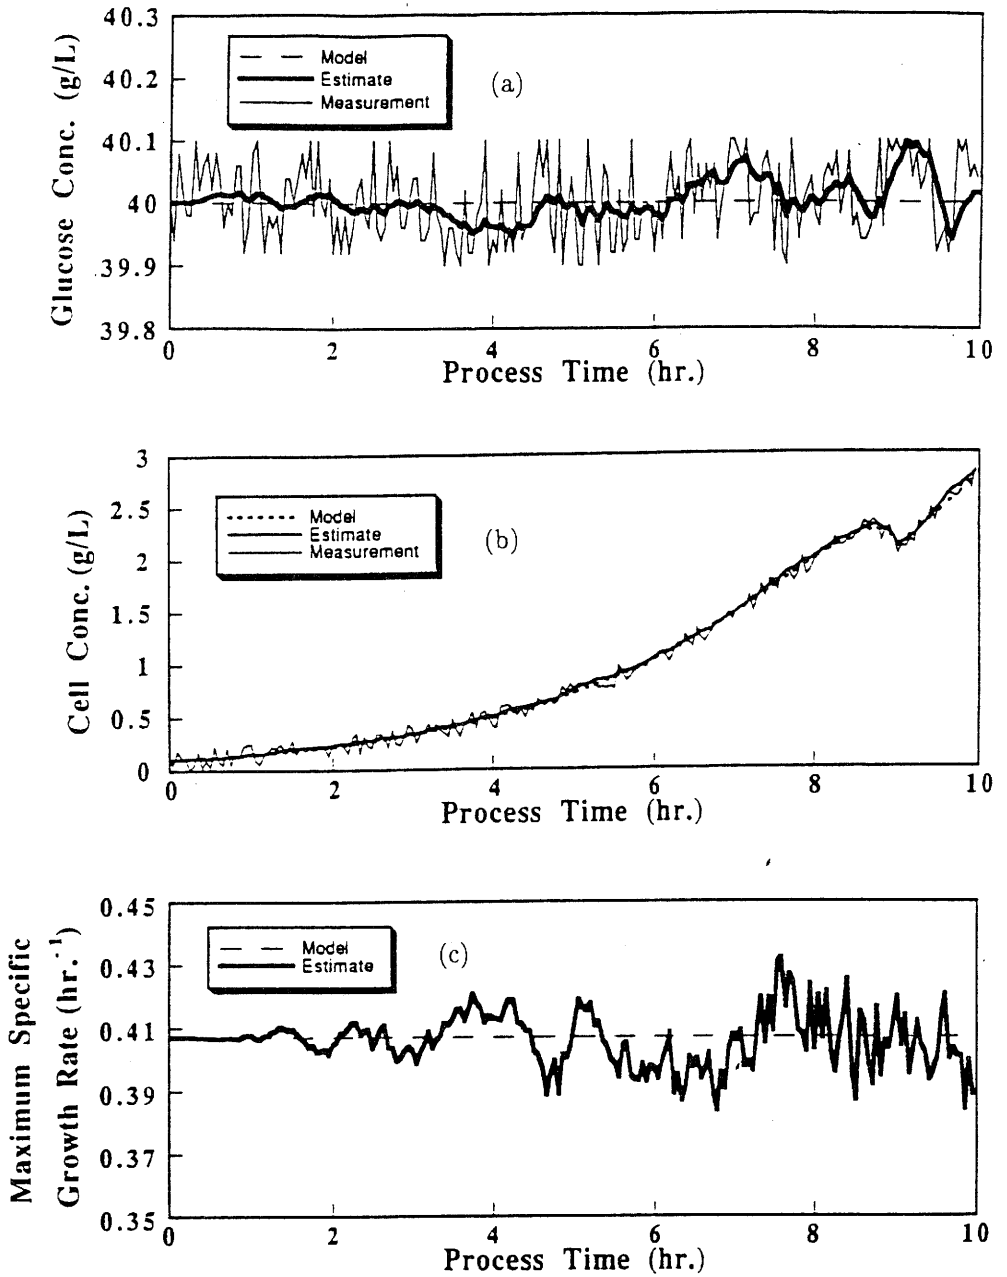 40.3
40.2
40.1
40
39.9
39.8
Glucose Conc. (g/L)
Model
Estimate
Measurement
(a)
0 2 4 6 8 10
Process Time (hr.)
3
2.5
2
1.5
1
0.5
0
Cell Conc. (g/L)
Model
Estimate
Measurement
(b)
0 2 4 6 8 10
Process Time (hr.)
0.45
0.43
0.41
0.39
0.37
0.35
Maximum Specific
Growth Rate (hr.⁻¹)
Model
Estimate
(c)
0 2 4 6 8 10
Process Time (hr.)